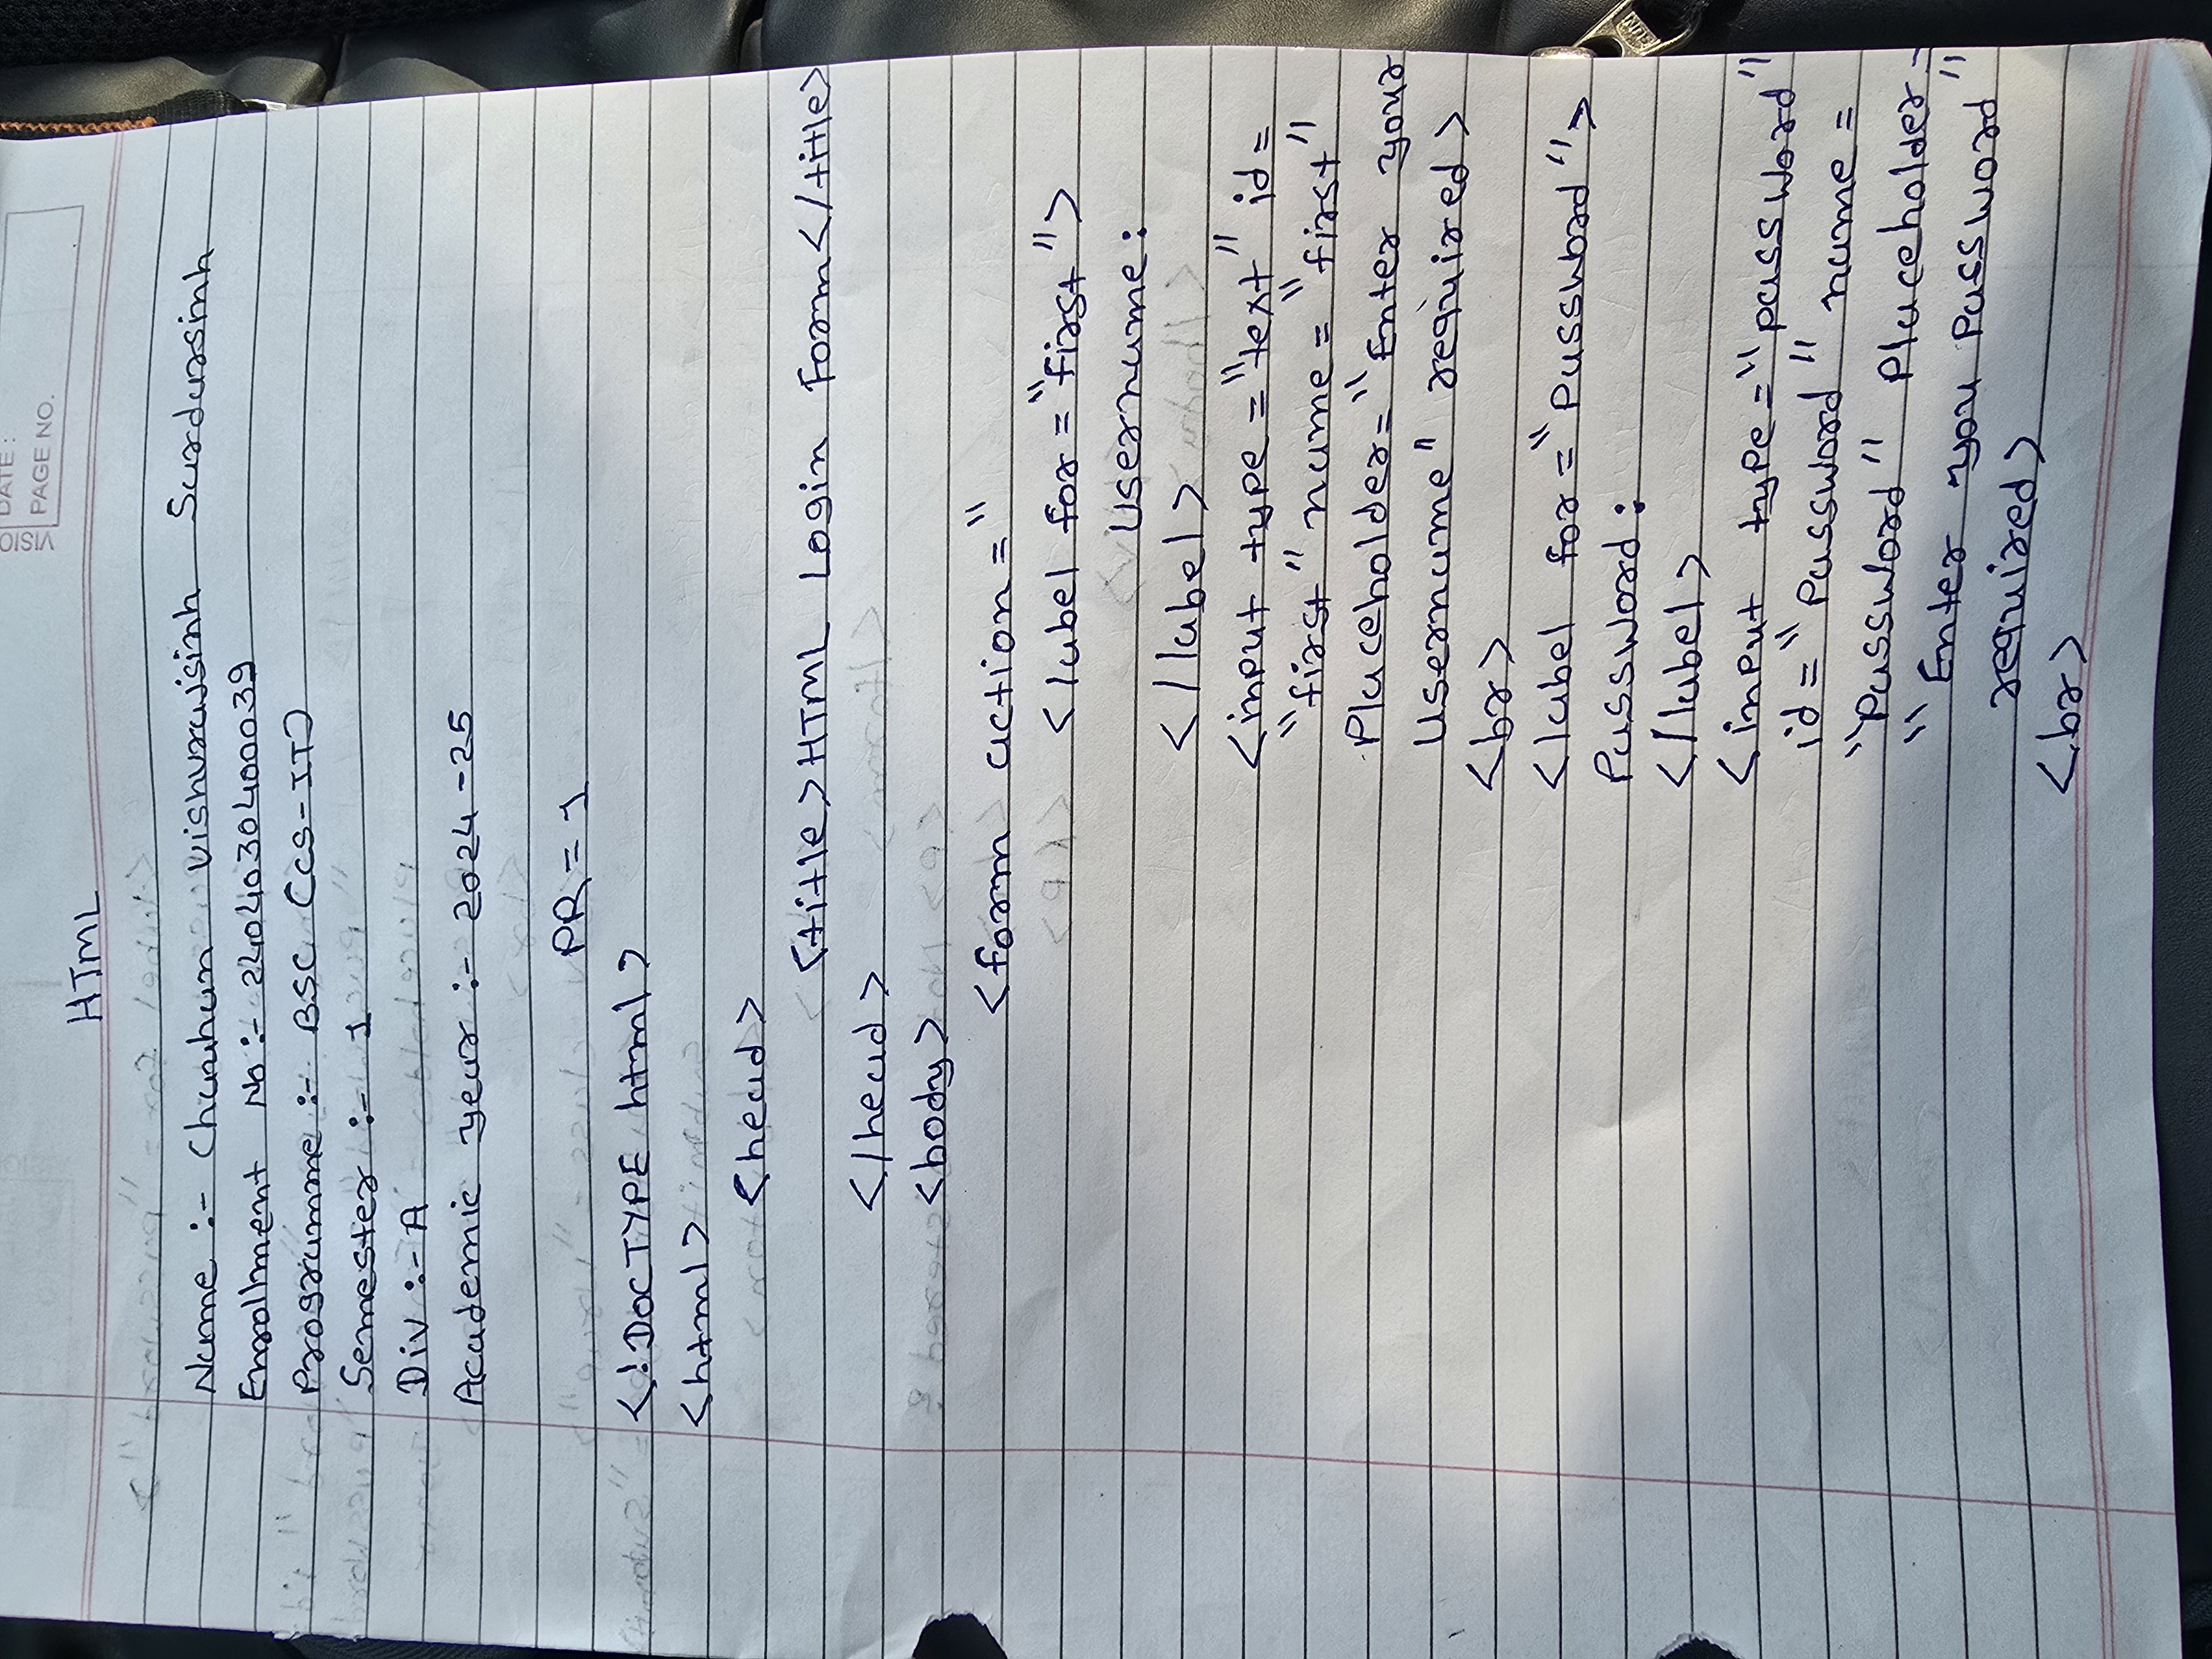 VISIO
DATE :
PAGE NO.
HTML
Name :- Chauhan Vishvrajsinh Sardarsinh
Enrollment No :- 2404030400039
Programme :- BSC (CS-IT)
Semester :- 1
Div :- A
Academic year :- 2024-25
PR = 1
<!DOCTYPE html>
<html>
<head>
<title>HTML Login Form</title>
</head>
<body>
<form action="
<label for="first">
Username:
</label>
<input type="text" id=
"first" name="first"
Placeholder="Enter your
Username" required>
<br>
<label for="Password">
Password:
</label>
<input type="password"
id="Password" name=
"Password" Placeholder=
"Enter you Password"
required>
<br>